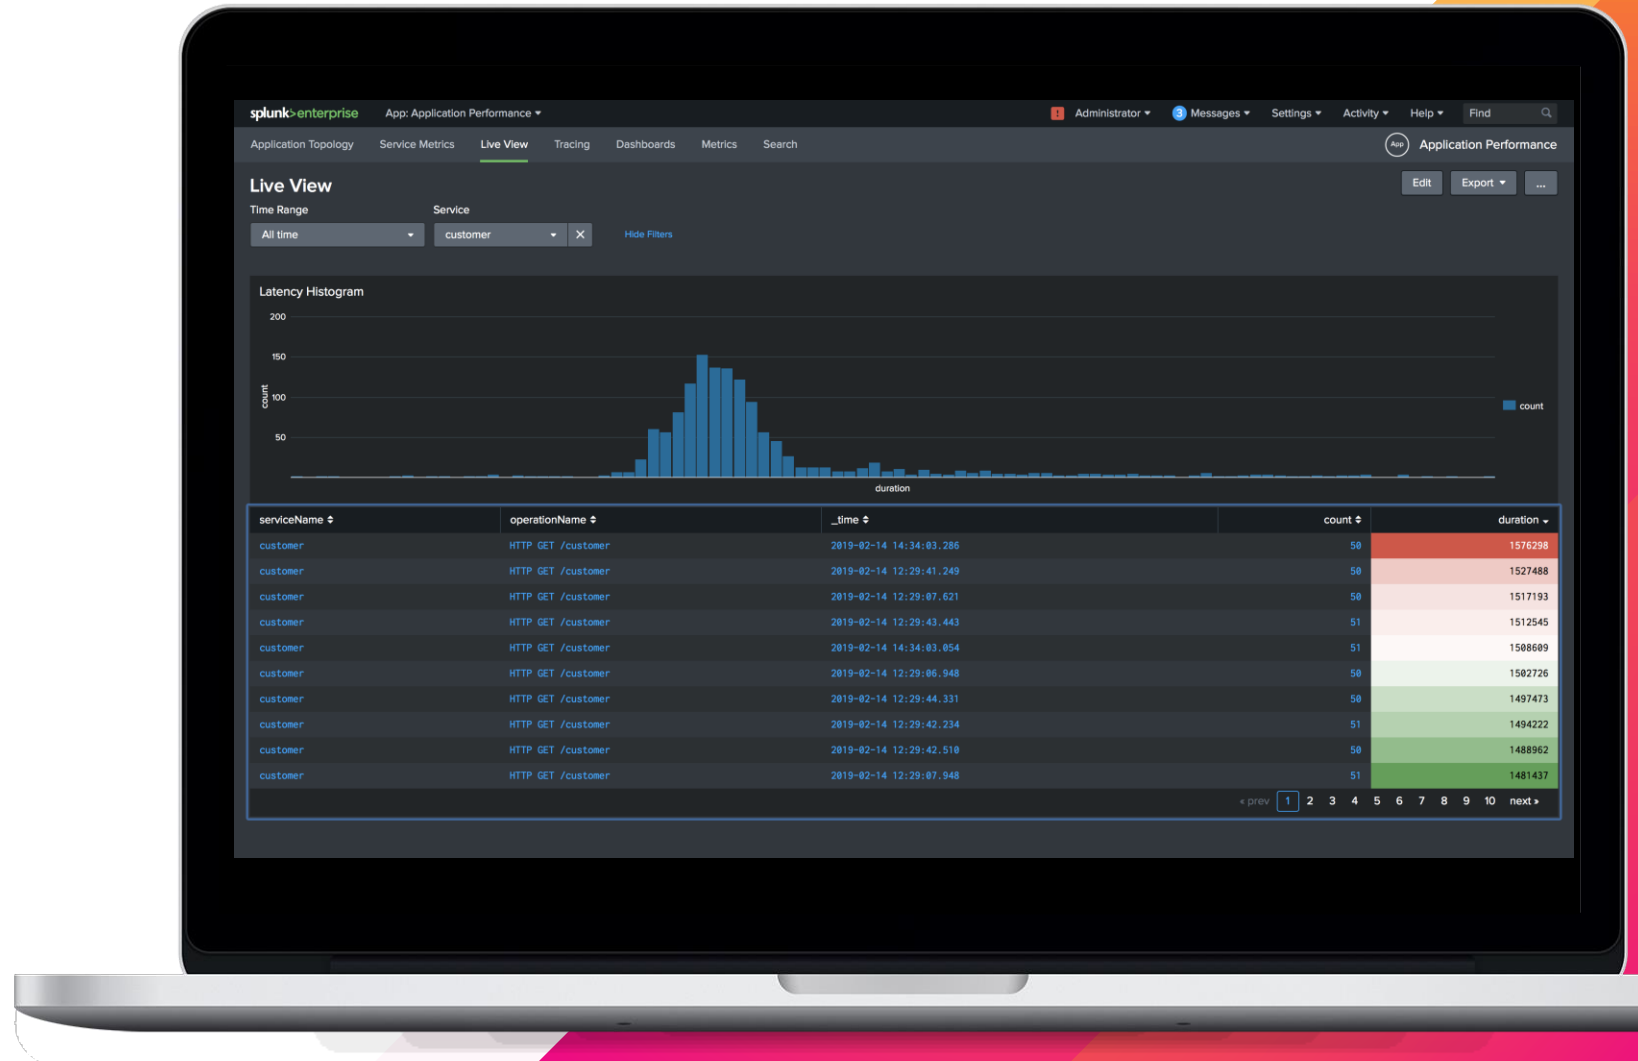 splunk>enterprise App: Application Performance ! Administrator 3 Messages Settings Activity Help Find
Application Topology Service Metrics Live View Tracing Dashboards Metrics Search App Application Performance
Live View Edit Export ...
Time Range Service
All time customer X Hide Filters
Latency Histogram
200
150
100
50
count
count
duration
serviceName operationName _time count duration
customer HTTP GET /customer 2019-02-14 14:34:03.286 50 1576298
customer HTTP GET /customer 2019-02-14 12:29:41.249 50 1527488
customer HTTP GET /customer 2019-02-14 12:29:07.621 50 1517193
customer HTTP GET /customer 2019-02-14 12:29:43.443 51 1512545
customer HTTP GET /customer 2019-02-14 14:34:03.054 51 1508609
customer HTTP GET /customer 2019-02-14 12:29:06.948 50 1502726
customer HTTP GET /customer 2019-02-14 12:29:44.331 50 1497473
customer HTTP GET /customer 2019-02-14 12:29:42.234 51 1494222
customer HTTP GET /customer 2019-02-14 12:29:42.510 50 1488962
customer HTTP GET /customer 2019-02-14 12:29:07.948 51 1481437
« prev 1 2 3 4 5 6 7 8 9 10 next »